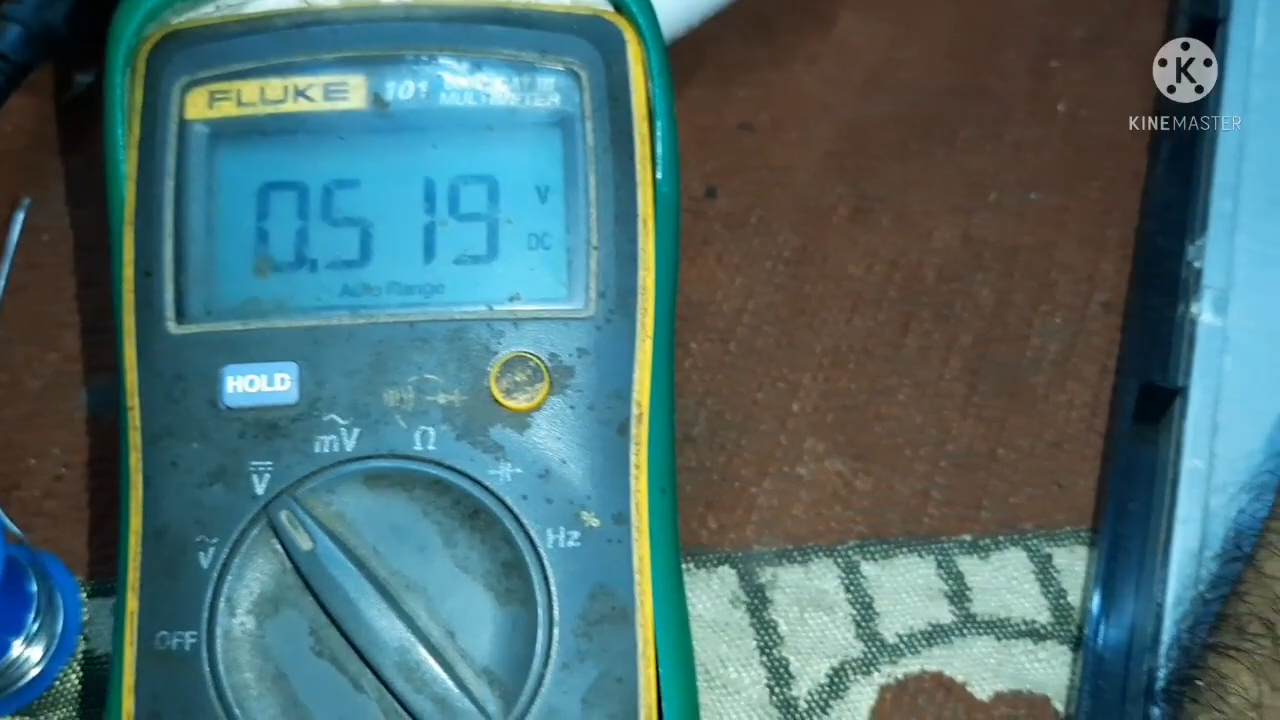 FLUKE 101
MULTIMETER
0.519 V
DC
Auto Range
HOLD
mV
Ω
V
V
Hz %
OFF
K
KINEMASTER